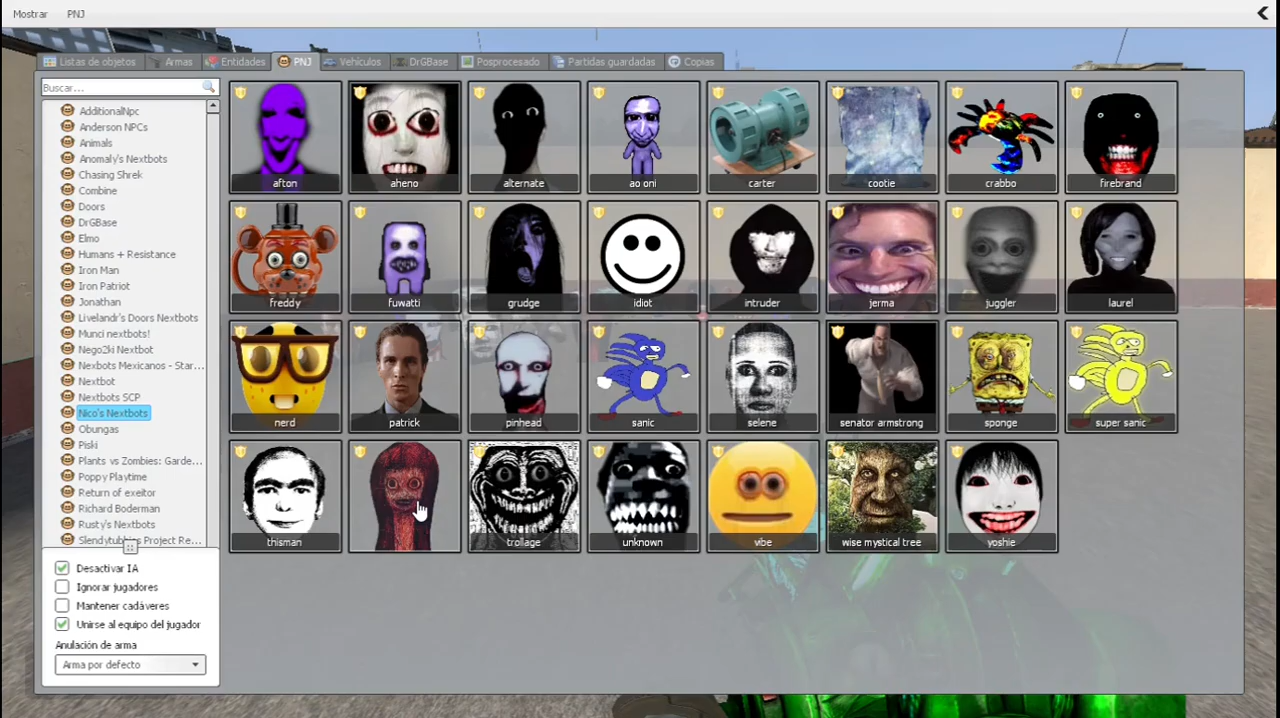 Mostrar PNJ
Listas de objetos Armas Entidades PNJ Vehículos DrGBase Posprocesado Partidas guardadas Copias
Buscar...
AdditionalNpc
Anderson NPCs
Animals
Anomaly's Nextbots
Chasing Shrek
Combine
Doors
DrGBase
Elmo
Humans + Resistance
Iron Man
Iron Patriot
Jonathan
Livelandr's Doors Nextbots
Munci nextbots!
Nego2ki Nextbot
Nexbots Mexicanos - Star...
Nextbot
Nextbots SCP
Nico's Nextbots
Obungas
Piski
Plants vs Zombies: Garde...
Poppy Playtime
Return of exeitor
Richard Boderman
Rusty's Nextbots
Slendytubbies Project Re...
Desactivar IA
Ignorar jugadores
Mantener cadáveres
Unirse al equipo del jugador
Anulación de arma
Arma por defecto
afton aheno alternate ao oni carter cootie crabbo firebrand
freddy fuwatti grudge idiot intruder jerma juggler laurel
nerd patrick pinhead sanic selene senator armstrong sponge super sanic
thisman trollage unknown vibe wise mystical tree yoshie